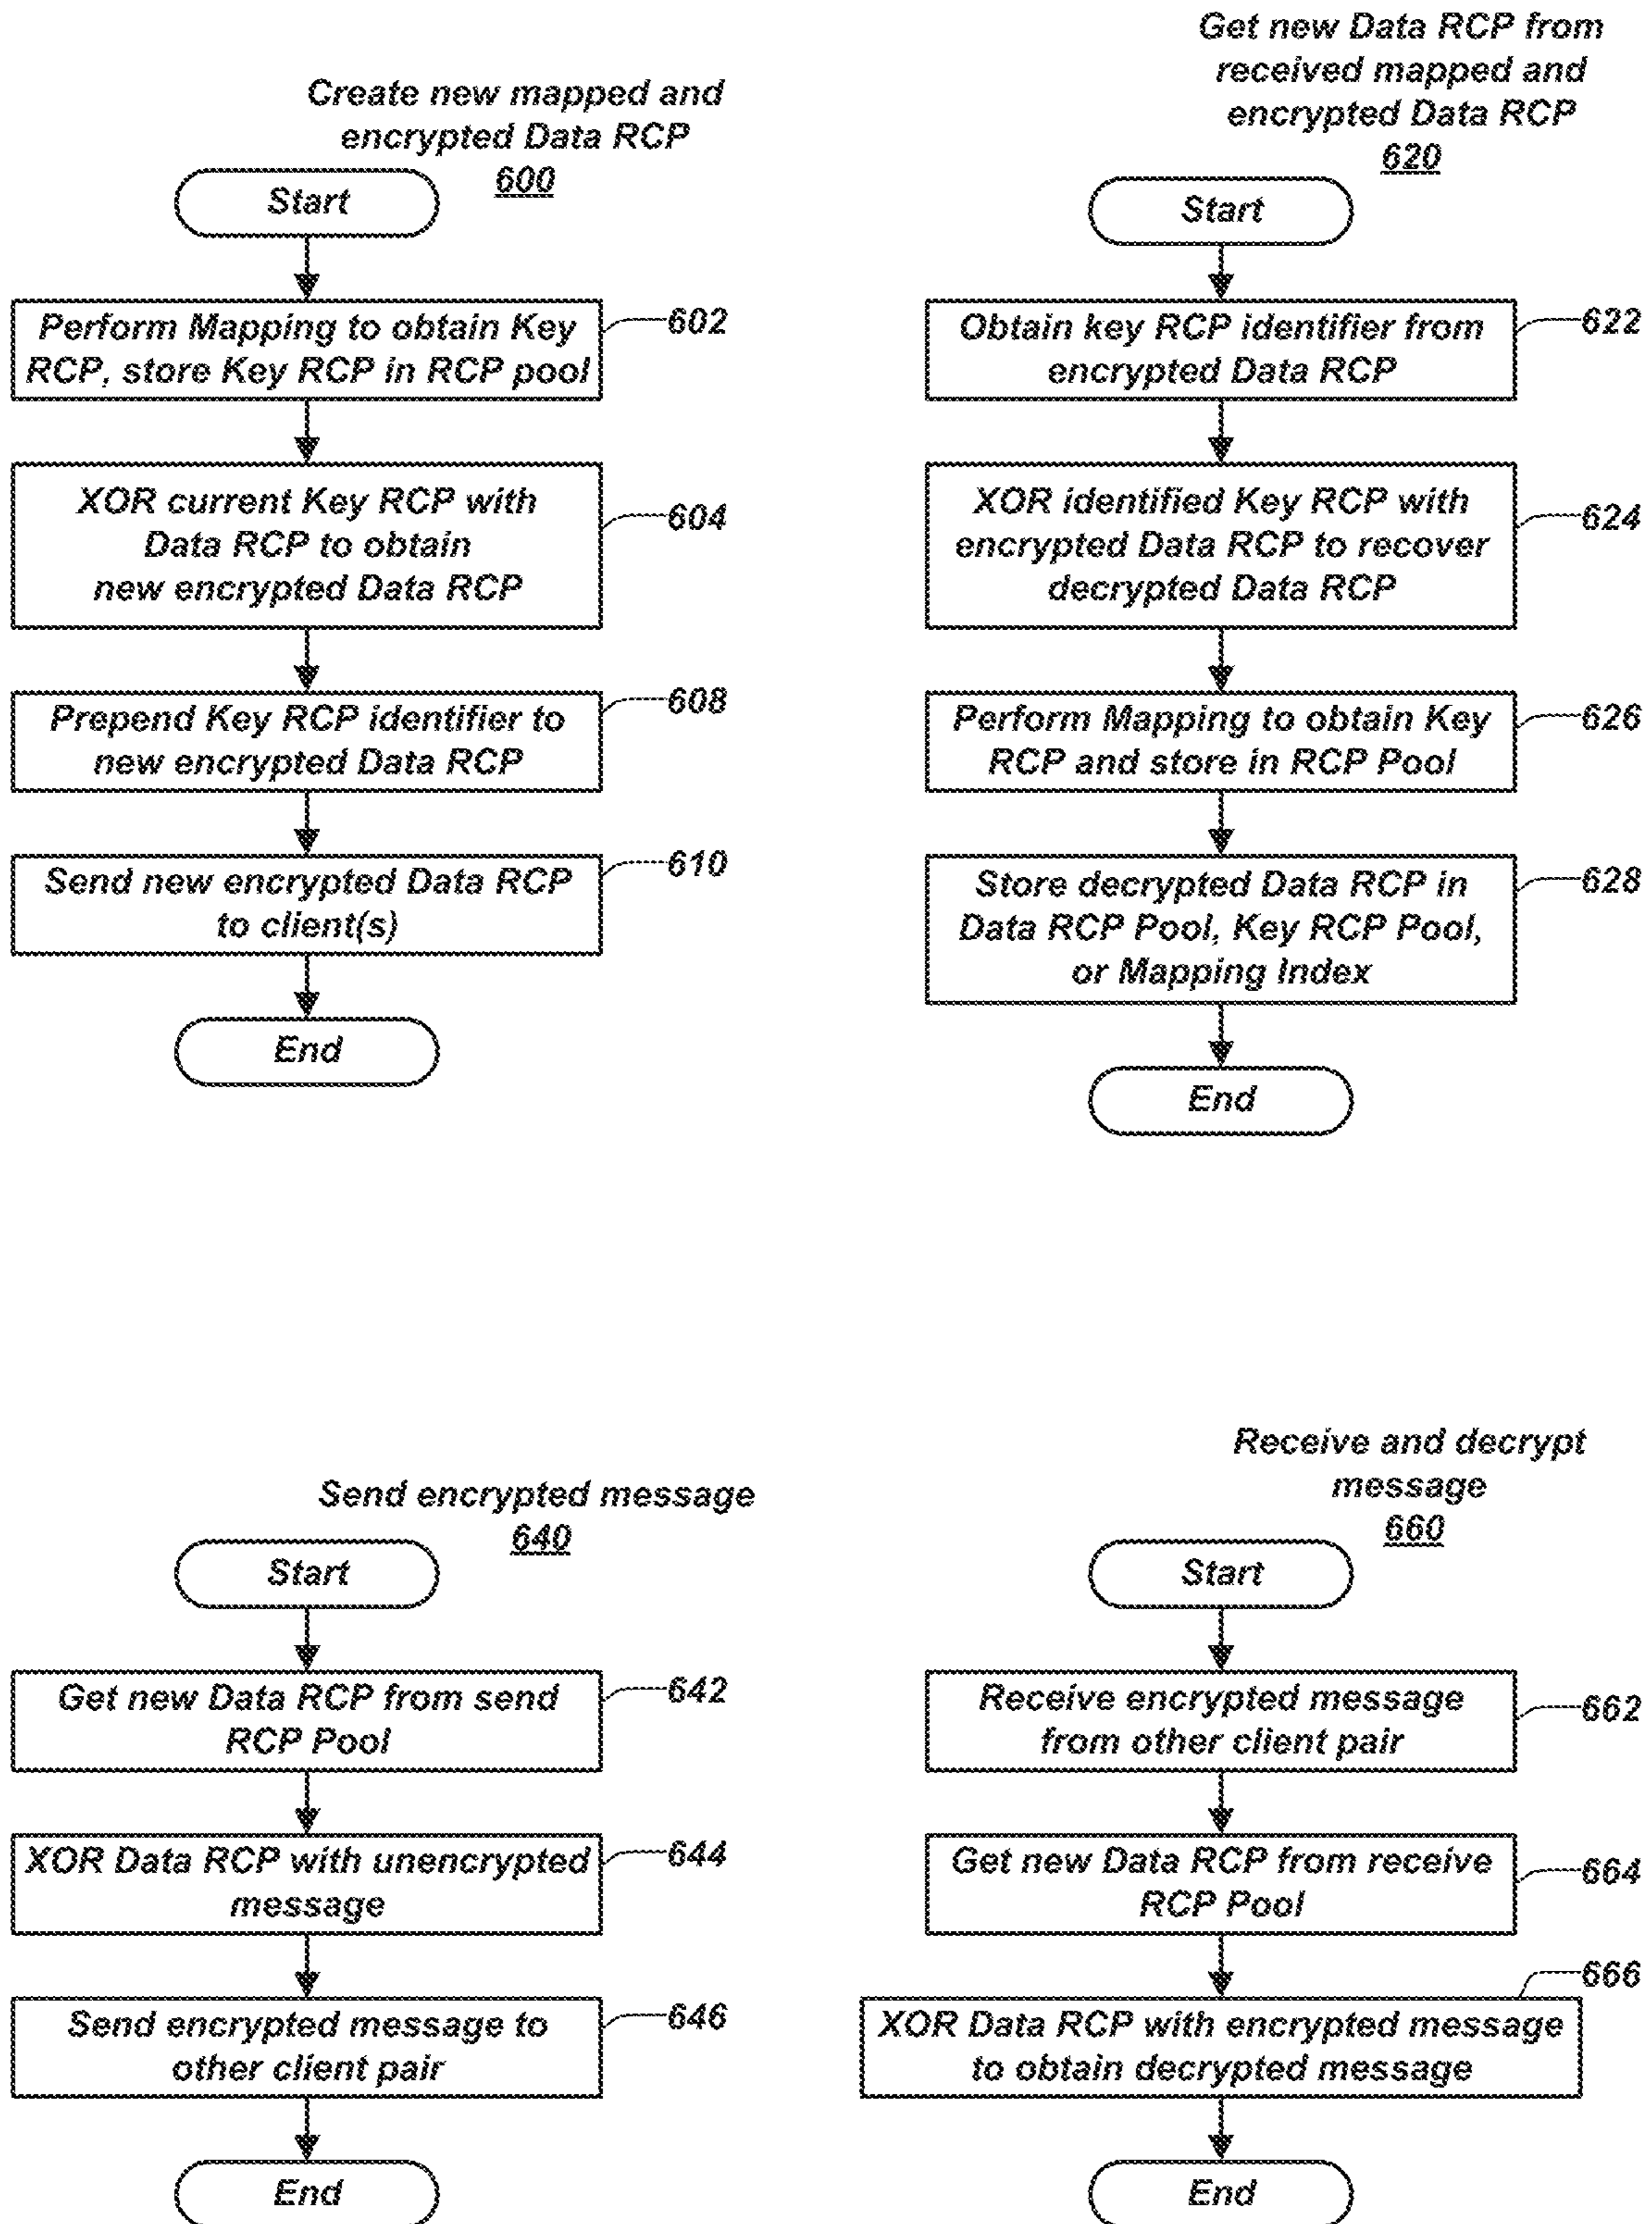 Create new mapped and
encrypted Data RCP
600
Start
Perform Mapping to obtain Key
RCP, store Key RCP in RCP pool
602
XOR current Key RCP with
Data RCP to obtain
new encrypted Data RCP
604
Prepend Key RCP identifier to
new encrypted Data RCP
608
Send new encrypted Data RCP
to client(s)
610
End
Get new Data RCP from
received mapped and
encrypted Data RCP
620
Start
Obtain key RCP identifier from
encrypted Data RCP
622
XOR identified Key RCP with
encrypted Data RCP to recover
decrypted Data RCP
624
Perform Mapping to obtain Key
RCP and store in RCP Pool
626
Store decrypted Data RCP in
Data RCP Pool, Key RCP Pool,
or Mapping Index
628
End
Send encrypted message
640
Start
Get new Data RCP from send
RCP Pool
642
XOR Data RCP with unencrypted
message
644
Send encrypted message to
other client pair
646
End
Receive and decrypt
message
660
Start
Receive encrypted message
from other client pair
662
Get new Data RCP from receive
RCP Pool
664
XOR Data RCP with encrypted message
to obtain decrypted message
666
End